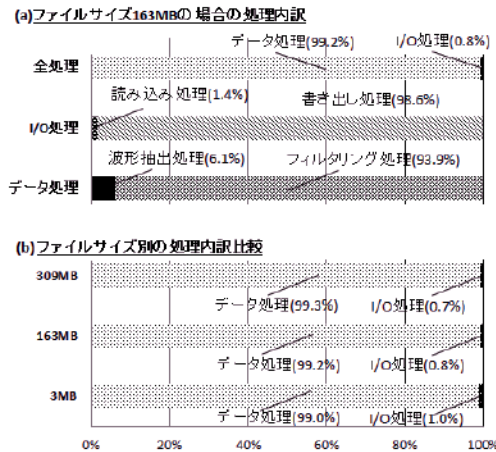 (a)ファイルサイズ163MBの場合の処理内訳
データ処理(99.2%) I/O処理(0.8%)
全処理
読み込み処理(1.4%) 書き出し処理(98.6%)
I/O処理
波形抽出処理(6.1%) フィルタリング処理(93.9%)
データ処理
(b)ファイルサイズ別の処理内訳比較
309MB
データ処理(99.3%) I/O処理(0.7%)
163MB
データ処理(99.2%) I/O処理(0.8%)
3MB
データ処理(99.0%) I/O処理(1.0%)
0% 20% 40% 60% 80% 100%